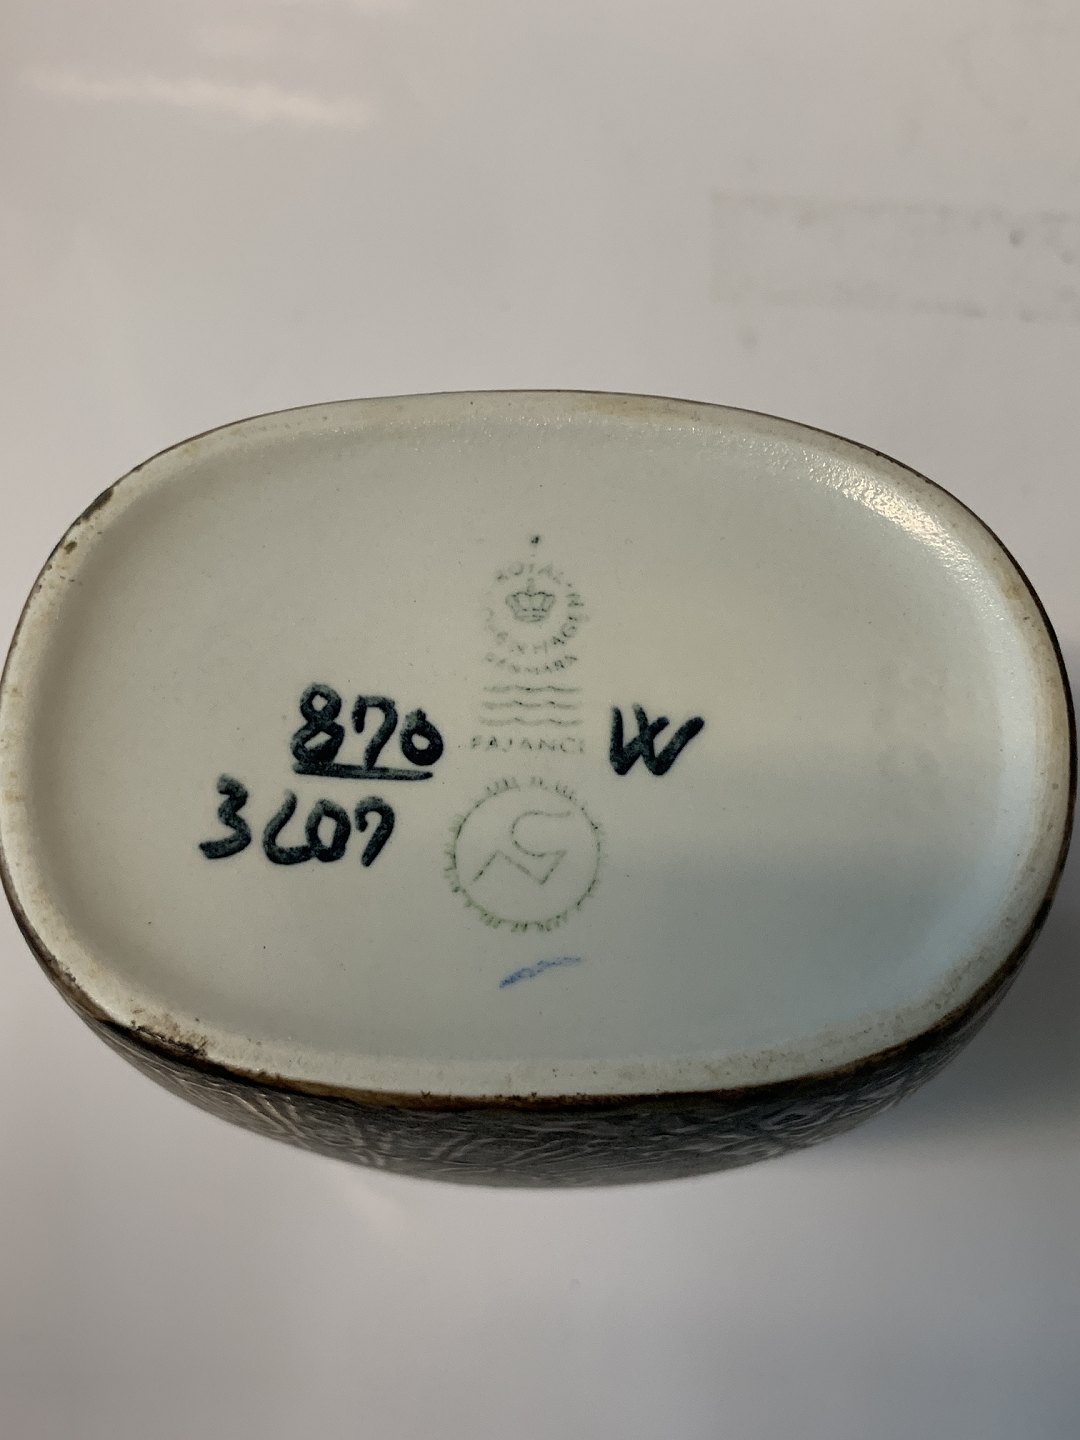 ROYAL
COPENHAGEN
DENMARK
FAJANCE
870 W
3607